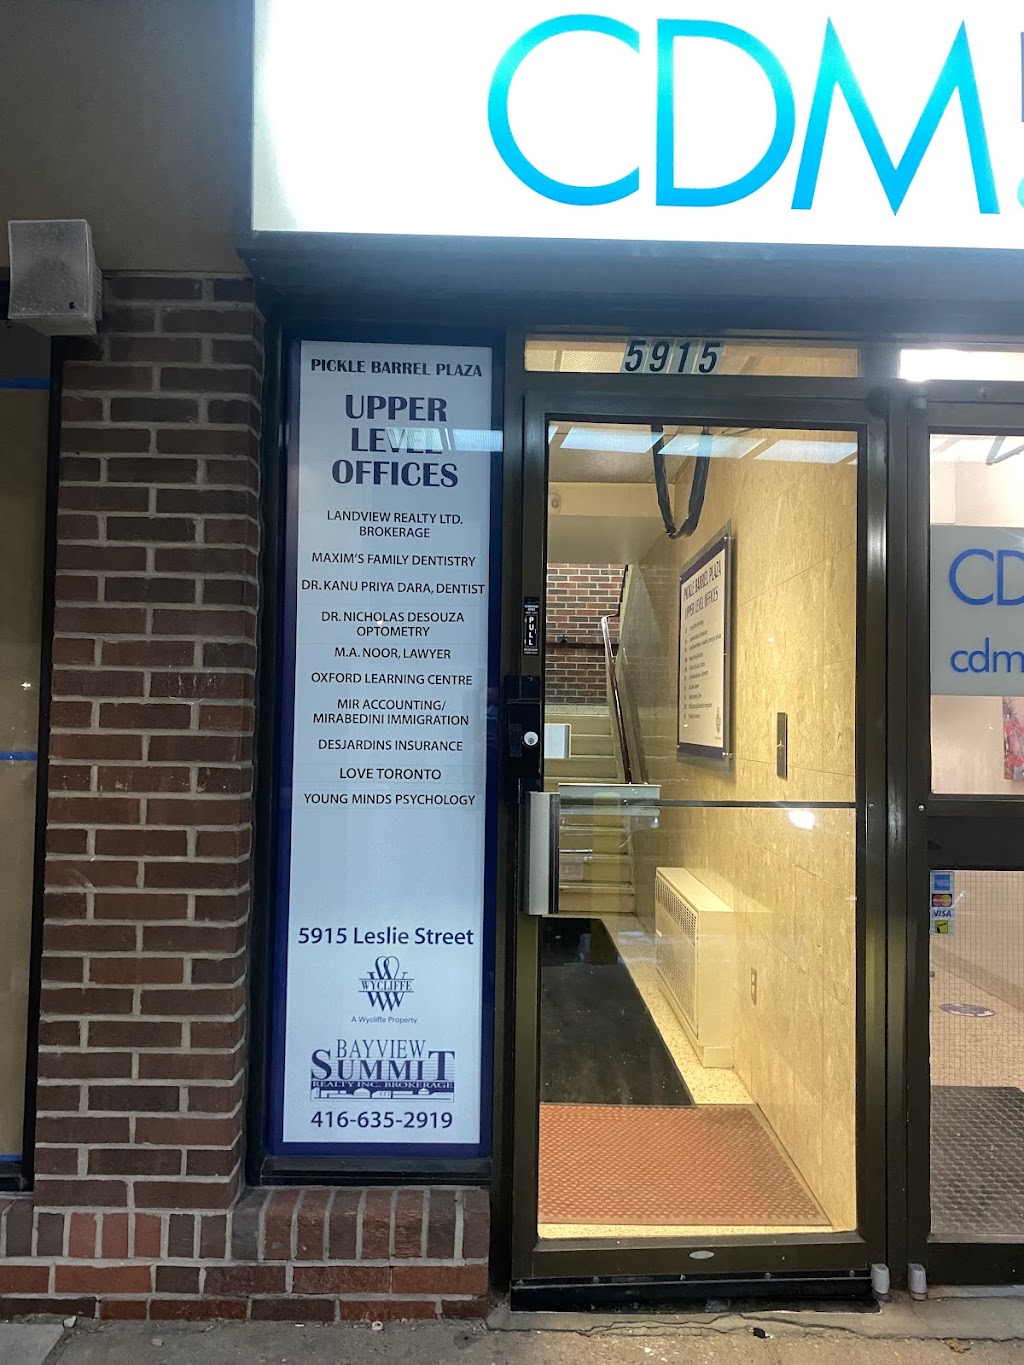 CDM
5915
PICKLE BARREL PLAZA
UPPER
LEVEL
OFFICES
LANDVIEW REALTY LTD.
BROKERAGE
MAXIM'S FAMILY DENTISTRY
DR. KANU PRIYA DARA, DENTIST
DR. NICHOLAS DESOUZA
OPTOMETRY
M.A. NOOR, LAWYER
OXFORD LEARNING CENTRE
MIR ACCOUNTING/
MIRABEDINI IMMIGRATION
DESJARDINS INSURANCE
LOVE TORONTO
YOUNG MINDS PSYCHOLOGY
5915 Leslie Street
WYCLIFFE
A Wycliffe Property
BAYVIEW
SUMMIT
REALTY INC. BROKERAGE
416-635-2919
PULL
PICKLE BARREL PLAZA
UPPER LEVEL OFFICES
CD
cdm
VISA